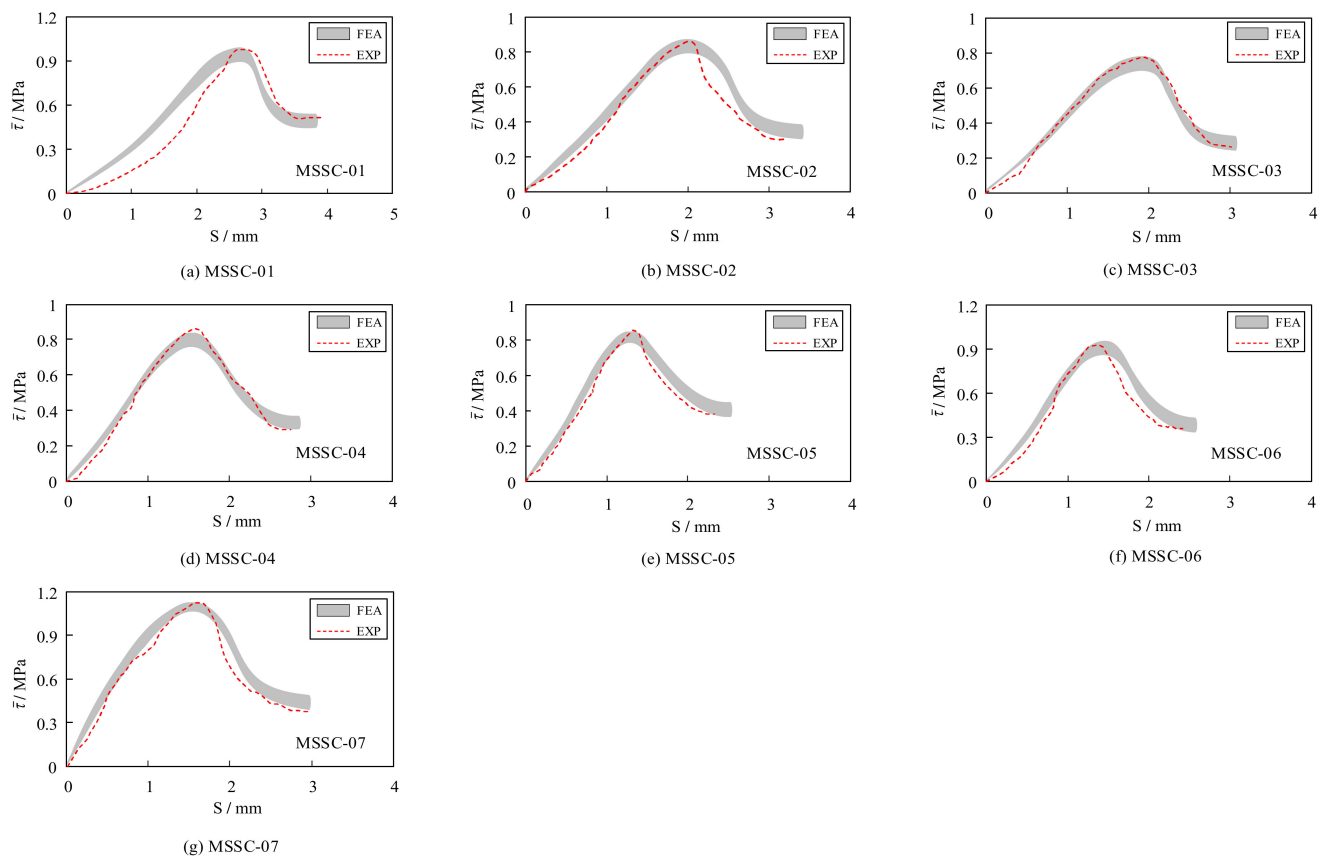 1.2
0.9
0.6
0.3
0
τ̄ / MPa
FEA
EXP
MSSC-01
0 1 2 3 4 5
S / mm
(a) MSSC-01
1
0.8
0.6
0.4
0.2
0
τ̄ / MPa
FEA
EXP
MSSC-02
0 1 2 3 4
S / mm
(b) MSSC-02
1
0.8
0.6
0.4
0.2
0
τ̄ / MPa
FEA
EXP
MSSC-03
0 1 2 3 4
S / mm
(c) MSSC-03
1
0.8
0.6
0.4
0.2
0
τ̄ / MPa
FEA
EXP
MSSC-04
0 1 2 3 4
S / mm
(d) MSSC-04
1
0.8
0.6
0.4
0.2
0
τ̄ / MPa
FEA
EXP
MSSC-05
0 1 2 3 4
S / mm
(e) MSSC-05
1.2
0.9
0.6
0.3
0
τ̄ / MPa
FEA
EXP
MSSC-06
0 1 2 3 4
S / mm
(f) MSSC-06
1.2
0.9
0.6
0.3
0
τ̄ / MPa
FEA
EXP
MSSC-07
0 1 2 3 4
S / mm
(g) MSSC-07